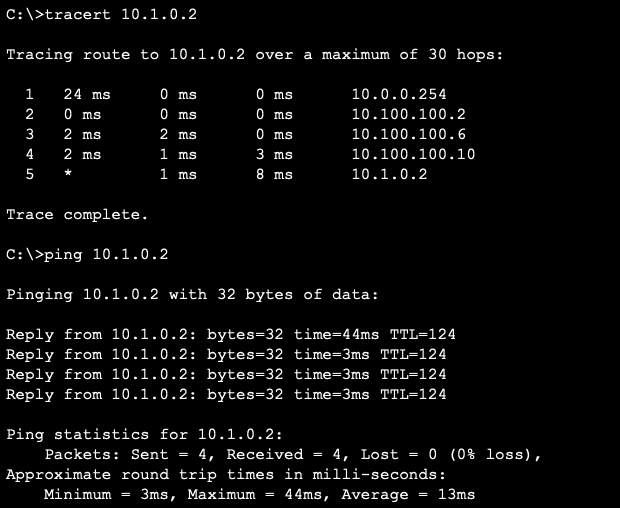 C:\>tracert 10.1.0.2
Tracing route to 10.1.0.2 over a maximum of 30 hops:
1 24 ms 0 ms 0 ms 10.0.0.254
2 0 ms 0 ms 0 ms 10.100.100.2
3 2 ms 2 ms 0 ms 10.100.100.6
4 2 ms 1 ms 3 ms 10.100.100.10
5 * 1 ms 8 ms 10.1.0.2
Trace complete.
C:\>ping 10.1.0.2
Pinging 10.1.0.2 with 32 bytes of data:
Reply from 10.1.0.2: bytes=32 time=44ms TTL=124
Reply from 10.1.0.2: bytes=32 time=3ms TTL=124
Reply from 10.1.0.2: bytes=32 time=3ms TTL=124
Reply from 10.1.0.2: bytes=32 time=3ms TTL=124
Ping statistics for 10.1.0.2:
Packets: Sent = 4, Received = 4, Lost = 0 (0% loss),
Approximate round trip times in milli-seconds:
Minimum = 3ms, Maximum = 44ms, Average = 13ms